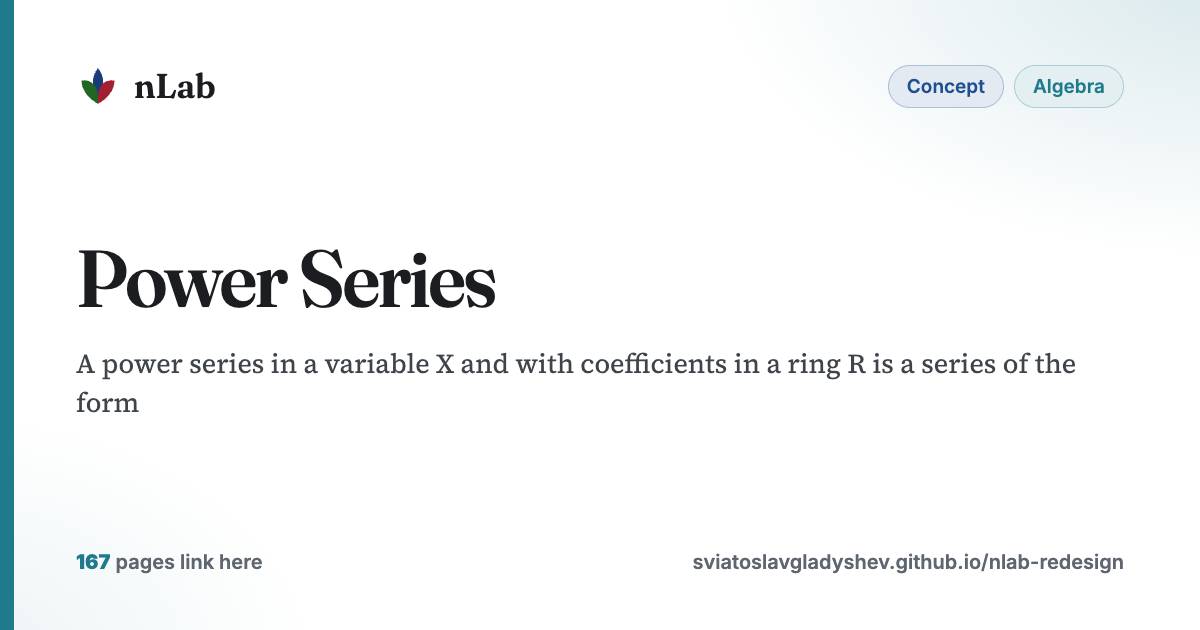 nLab
Concept
Algebra
Power Series
A power series in a variable X and with coefficients in a ring R is a series of the
form
167 pages link here
sviatoslavgladyshev.github.io/nlab-redesign